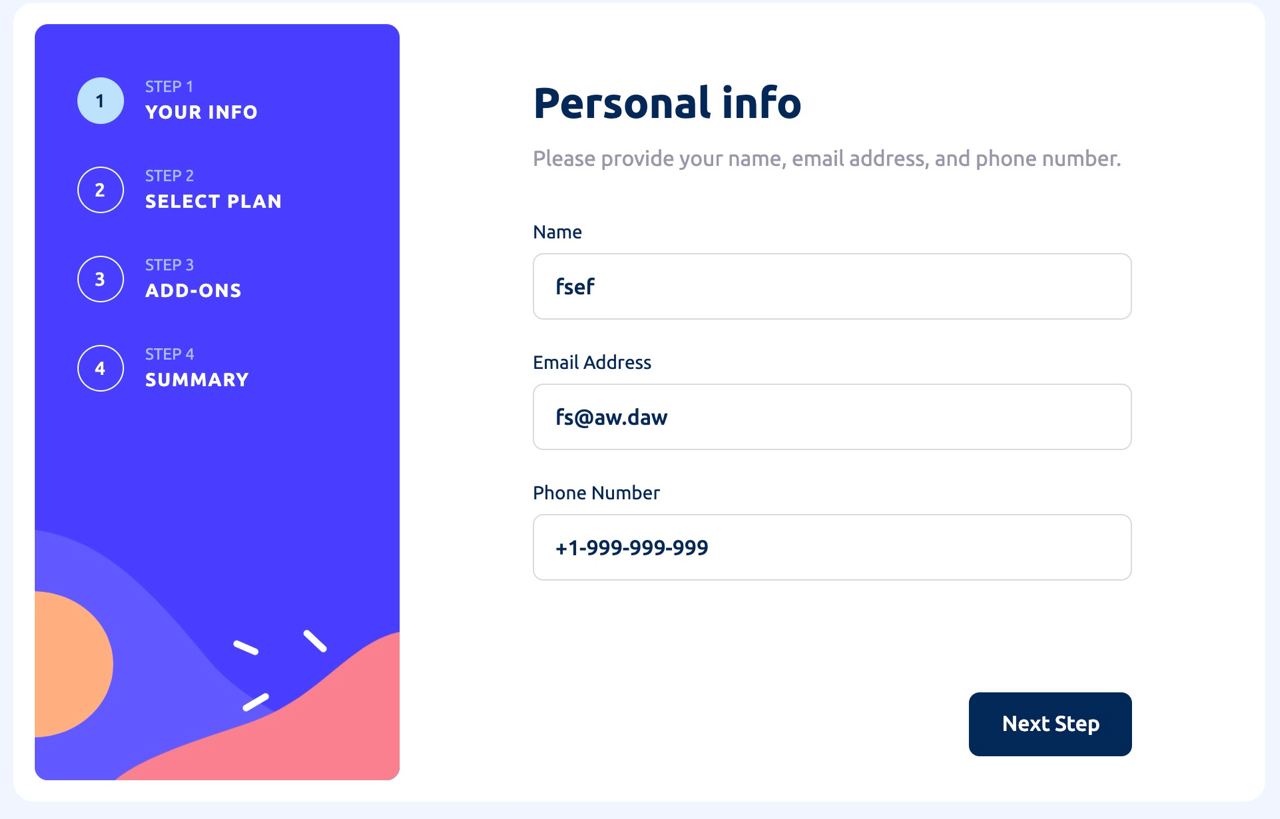 1
STEP 1
YOUR INFO
2
STEP 2
SELECT PLAN
3
STEP 3
ADD-ONS
4
STEP 4
SUMMARY
Personal info
Please provide your name, email address, and phone number.
Name
fsef
Email Address
fs@aw.daw
Phone Number
+1-999-999-999
Next Step